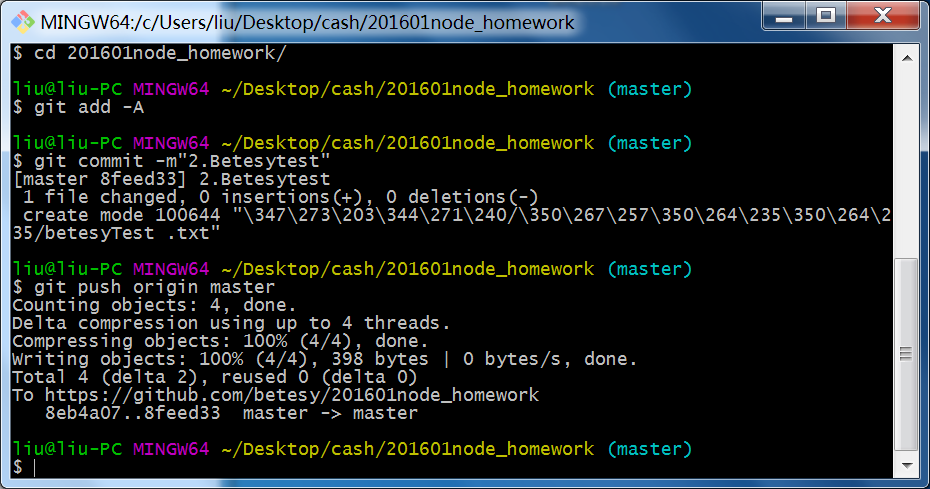 MINGW64:/c/Users/liu/Desktop/cash/201601node_homework
$ cd 201601node_homework/
liu@liu-PC MINGW64 ~/Desktop/cash/201601node_homework (master)
$ git add -A
liu@liu-PC MINGW64 ~/Desktop/cash/201601node_homework (master)
$ git commit -m"2.Betesytest"
[master 8feed33] 2.Betesytest
 1 file changed, 0 insertions(+), 0 deletions(-)
 create mode 100644 "\347\273\203\344\271\240/\350\267\257\350\264\235\350\264\2
35/betesyTest .txt"
liu@liu-PC MINGW64 ~/Desktop/cash/201601node_homework (master)
$ git push origin master
Counting objects: 4, done.
Delta compression using up to 4 threads.
Compressing objects: 100% (4/4), done.
Writing objects: 100% (4/4), 398 bytes | 0 bytes/s, done.
Total 4 (delta 2), reused 0 (delta 0)
To https://github.com/betesy/201601node_homework
   8eb4a07..8feed33  master -> master
liu@liu-PC MINGW64 ~/Desktop/cash/201601node_homework (master)
$